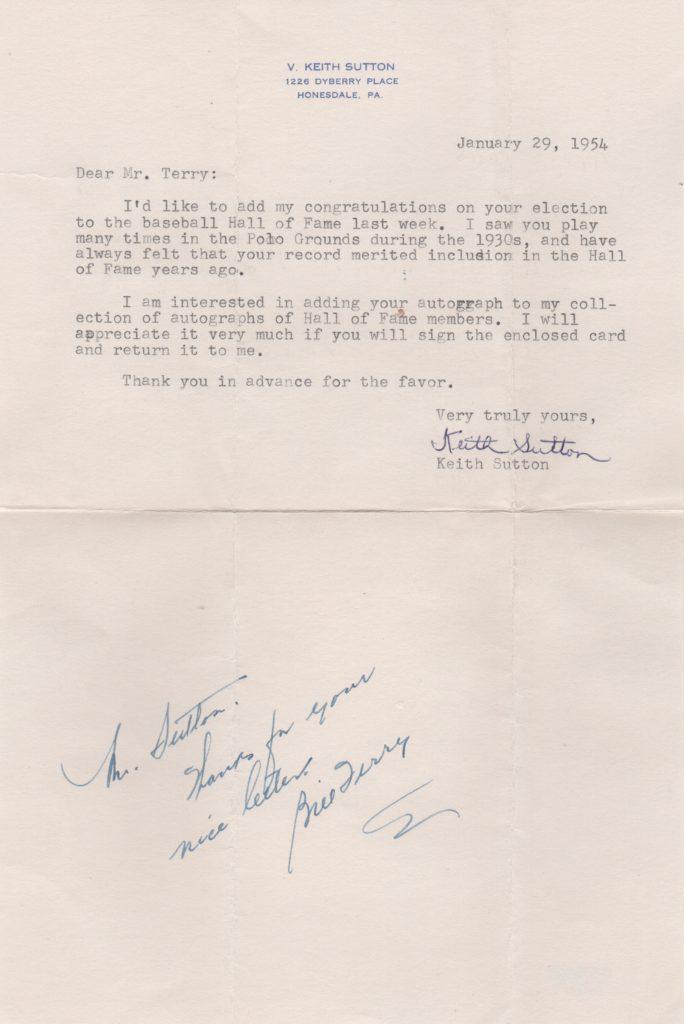 V. KEITH SUTTON
1226 DYBERRY PLACE
HONESDALE, PA.
January 29, 1954
Dear Mr. Terry:
I'd like to add my congratulations on your election
to the baseball Hall of Fame last week. I saw you play
many times in the Polo Grounds during the 1930s, and have
always felt that your record merited inclusion in the Hall
of Fame years ago.
I am interested in adding your autograph to my coll-
ection of autographs of Hall of Fame members. I will
appreciate it very much if you will sign the enclosed card
and return it to me.
Thank you in advance for the favor.
Very truly yours,
Keith Sutton
Keith Sutton
Mr. Sutton.
Thanks for your
nice letter.
Bill Terry